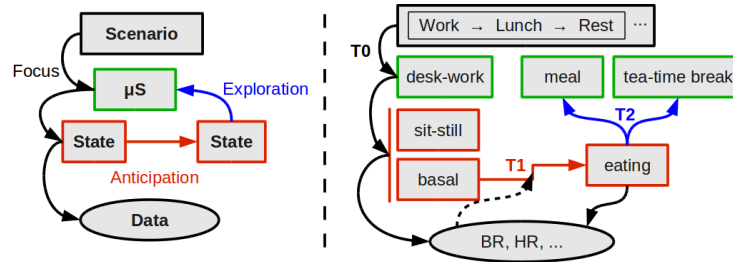 Scenario
Focus
μS
Exploration
State
State
Anticipation
Data
Work → Lunch → Rest ...
T0
desk-work
meal
tea-time break
sit-still
T2
basal
T1
eating
BR, HR, ...